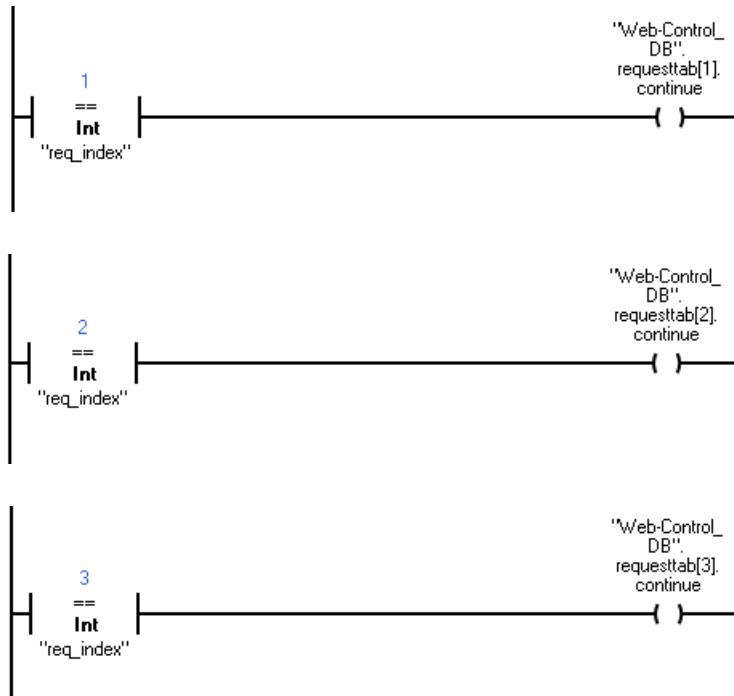 "Web-Control_
DB".
requesttab[1].
continue
1
==
Int
"req_index"
"Web-Control_
DB".
requesttab[2].
continue
2
==
Int
"req_index"
"Web-Control_
DB".
requesttab[3].
continue
3
==
Int
"req_index"